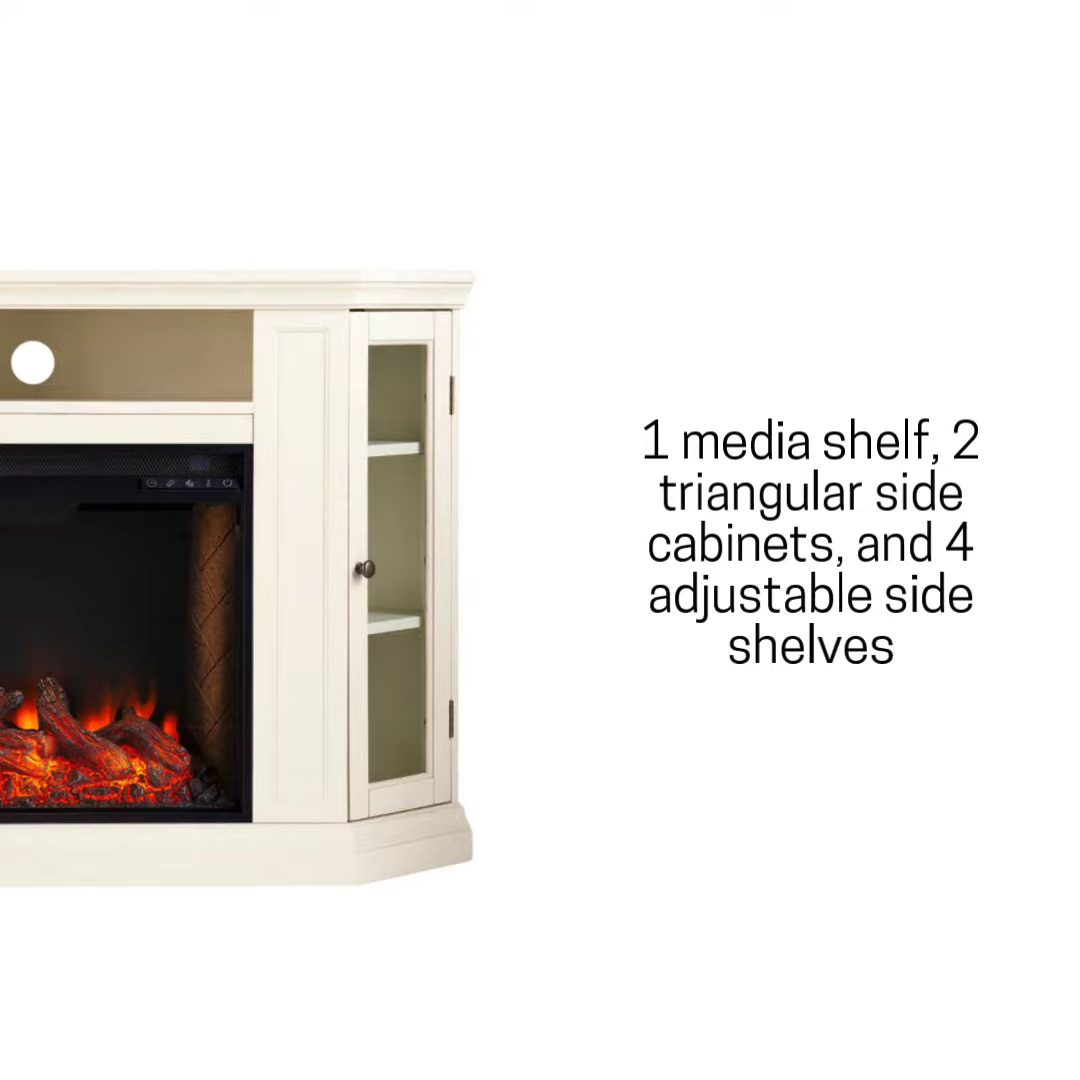 1 media shelf, 2
triangular side
cabinets, and 4
adjustable side
shelves